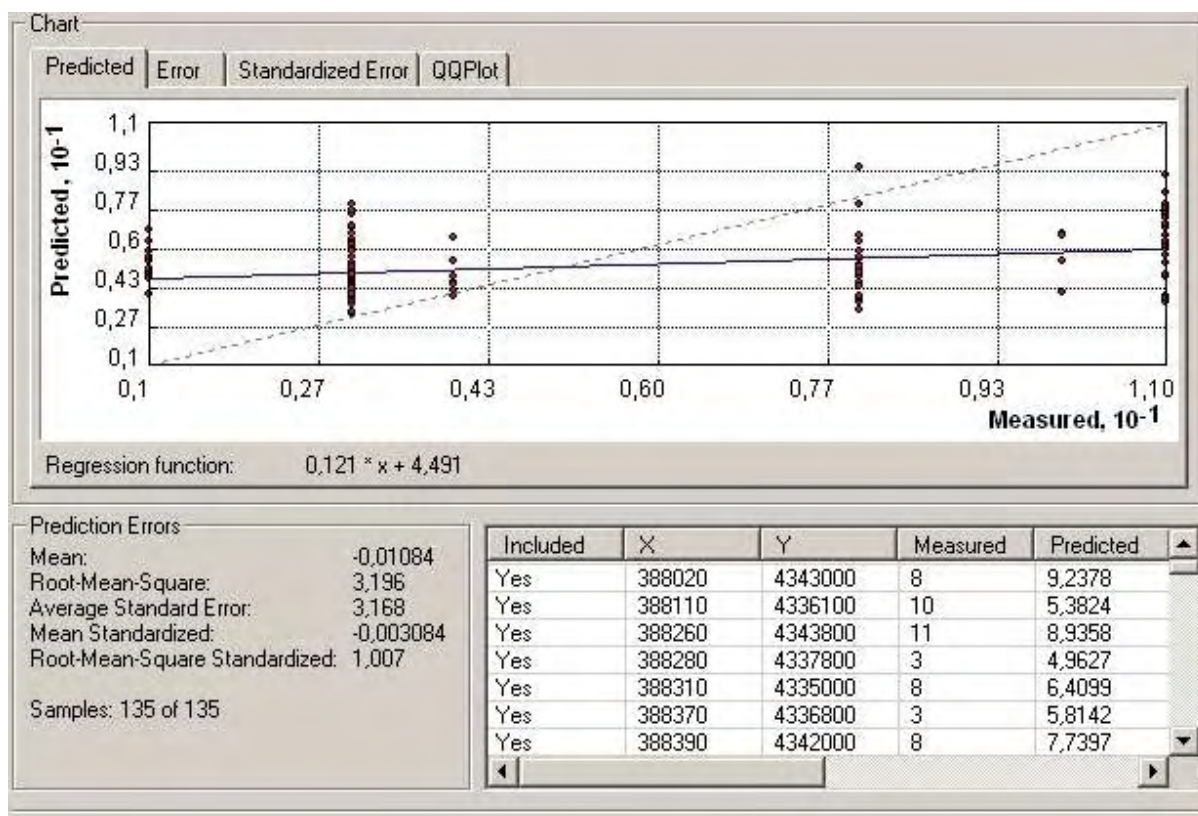 Chart
Predicted Error Standardized Error QQPlot
Predicted, 10-1
1,1
0,93
0,77
0,6
0,43
0,27
0,1
0,1 0,27 0,43 0,60 0,77 0,93 1,10
Measured, 10-1
Regression function: 0,121 * x + 4,491
Prediction Errors
Mean: -0,01084
Root-Mean-Square: 3,196
Average Standard Error: 3,168
Mean Standardized: -0,003084
Root-Mean-Square Standardized: 1,007
Samples: 135 of 135
Included X Y Measured Predicted
Yes 388020 4343000 8 9,2378
Yes 388110 4336100 10 5,3824
Yes 388260 4343800 11 8,9358
Yes 388280 4337800 3 4,9627
Yes 388310 4335000 8 6,4099
Yes 388370 4336800 3 5,8142
Yes 388390 4342000 8 7,7397